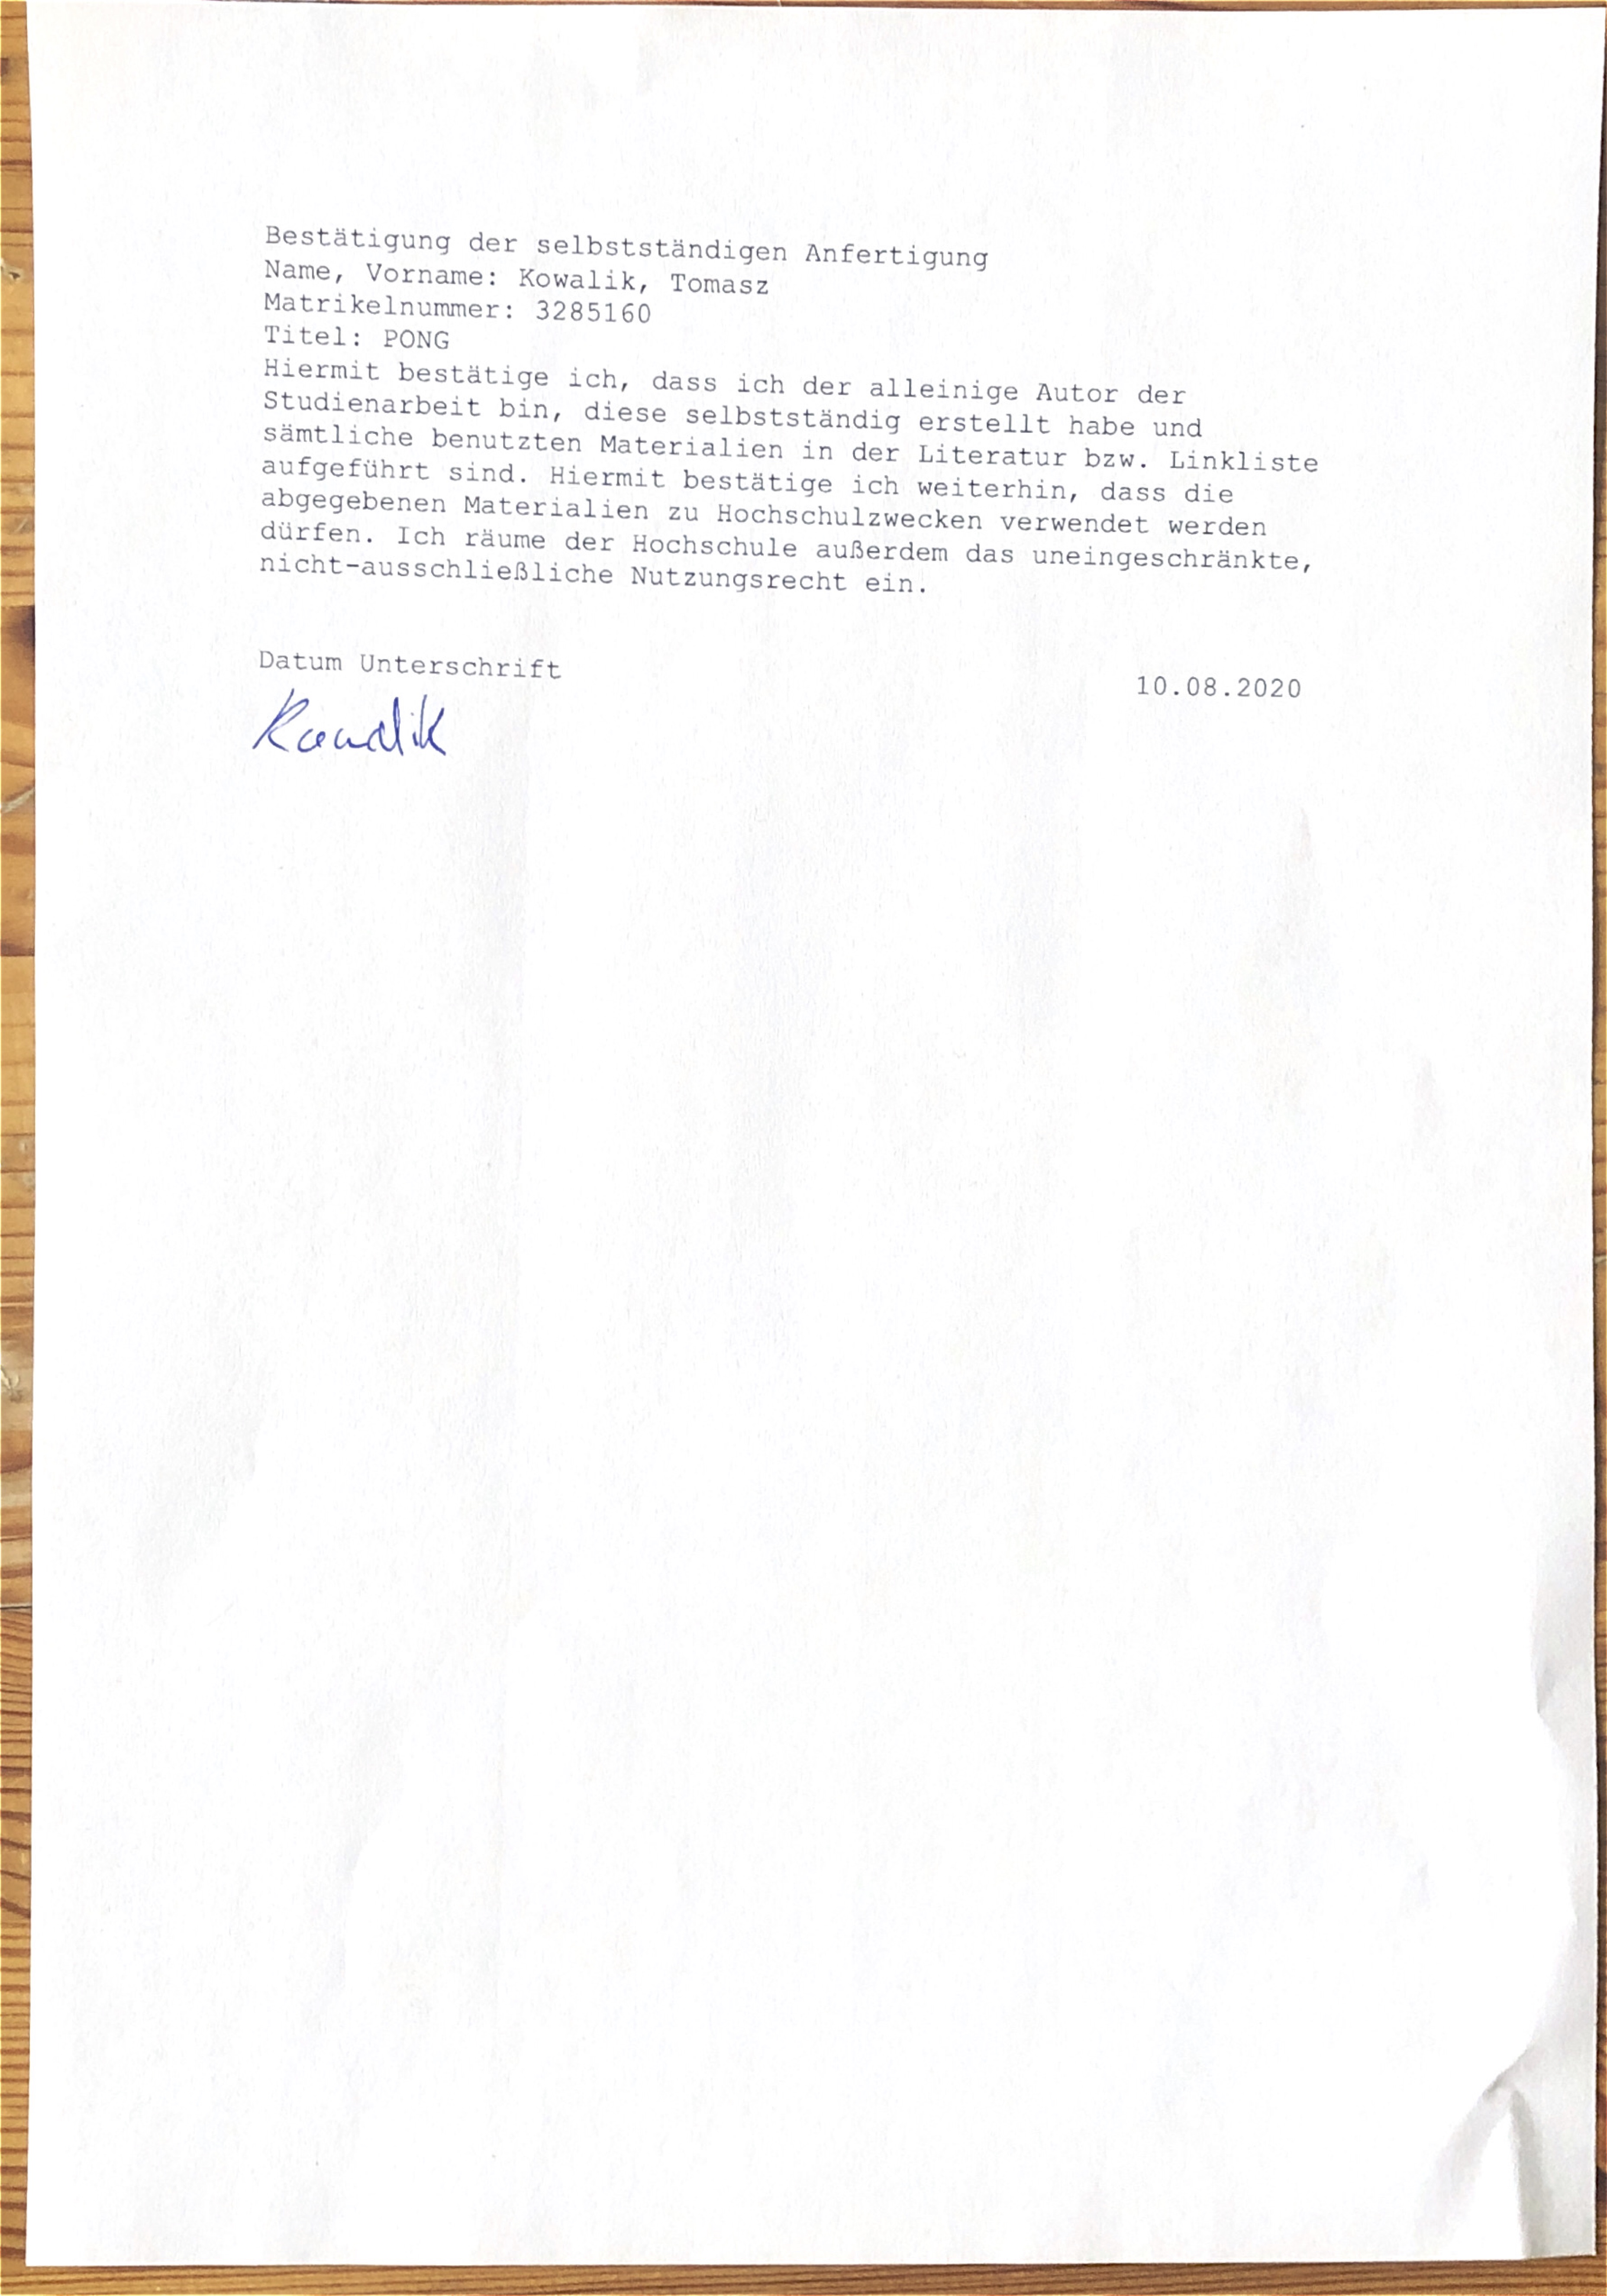 Bestätigung der selbstständigen Anfertigung
Name, Vorname: Kowalik, Tomasz
Matrikelnummer: 3285160
Titel: PONG
Hiermit bestätige ich, dass ich der alleinige Autor der
Studienarbeit bin, diese selbstständig erstellt habe und
sämtliche benutzten Materialien in der Literatur bzw. Linkliste
aufgeführt sind. Hiermit bestätige ich weiterhin, dass die
abgegebenen Materialien zu Hochschulzwecken verwendet werden
dürfen. Ich räume der Hochschule außerdem das uneingeschränkte,
nicht-ausschließliche Nutzungsrecht ein.
Datum Unterschrift
10.08.2020
Kowalik